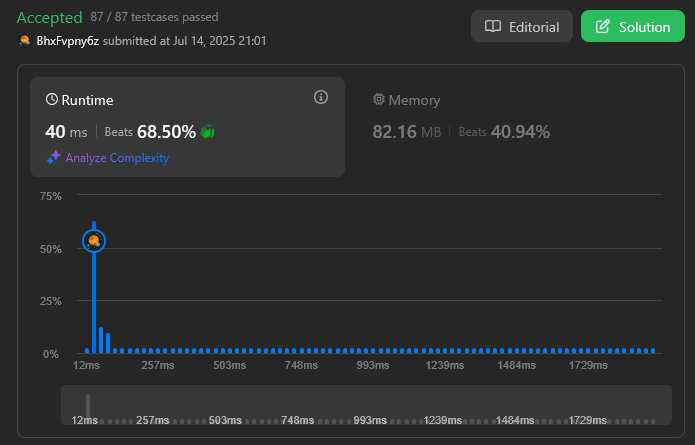 Accepted 87 / 87 testcases passed
BhxFvpny6z submitted at Jul 14, 2025 21:01
Editorial
Solution
Runtime
40 ms | Beats 68.50%
Analyze Complexity
Memory
82.16 MB | Beats 40.94%
75%
50%
25%
0%
12ms 257ms 503ms 748ms 993ms 1239ms 1484ms 1729ms
12ms 257ms 503ms 748ms 993ms 1239ms 1484ms 1729ms